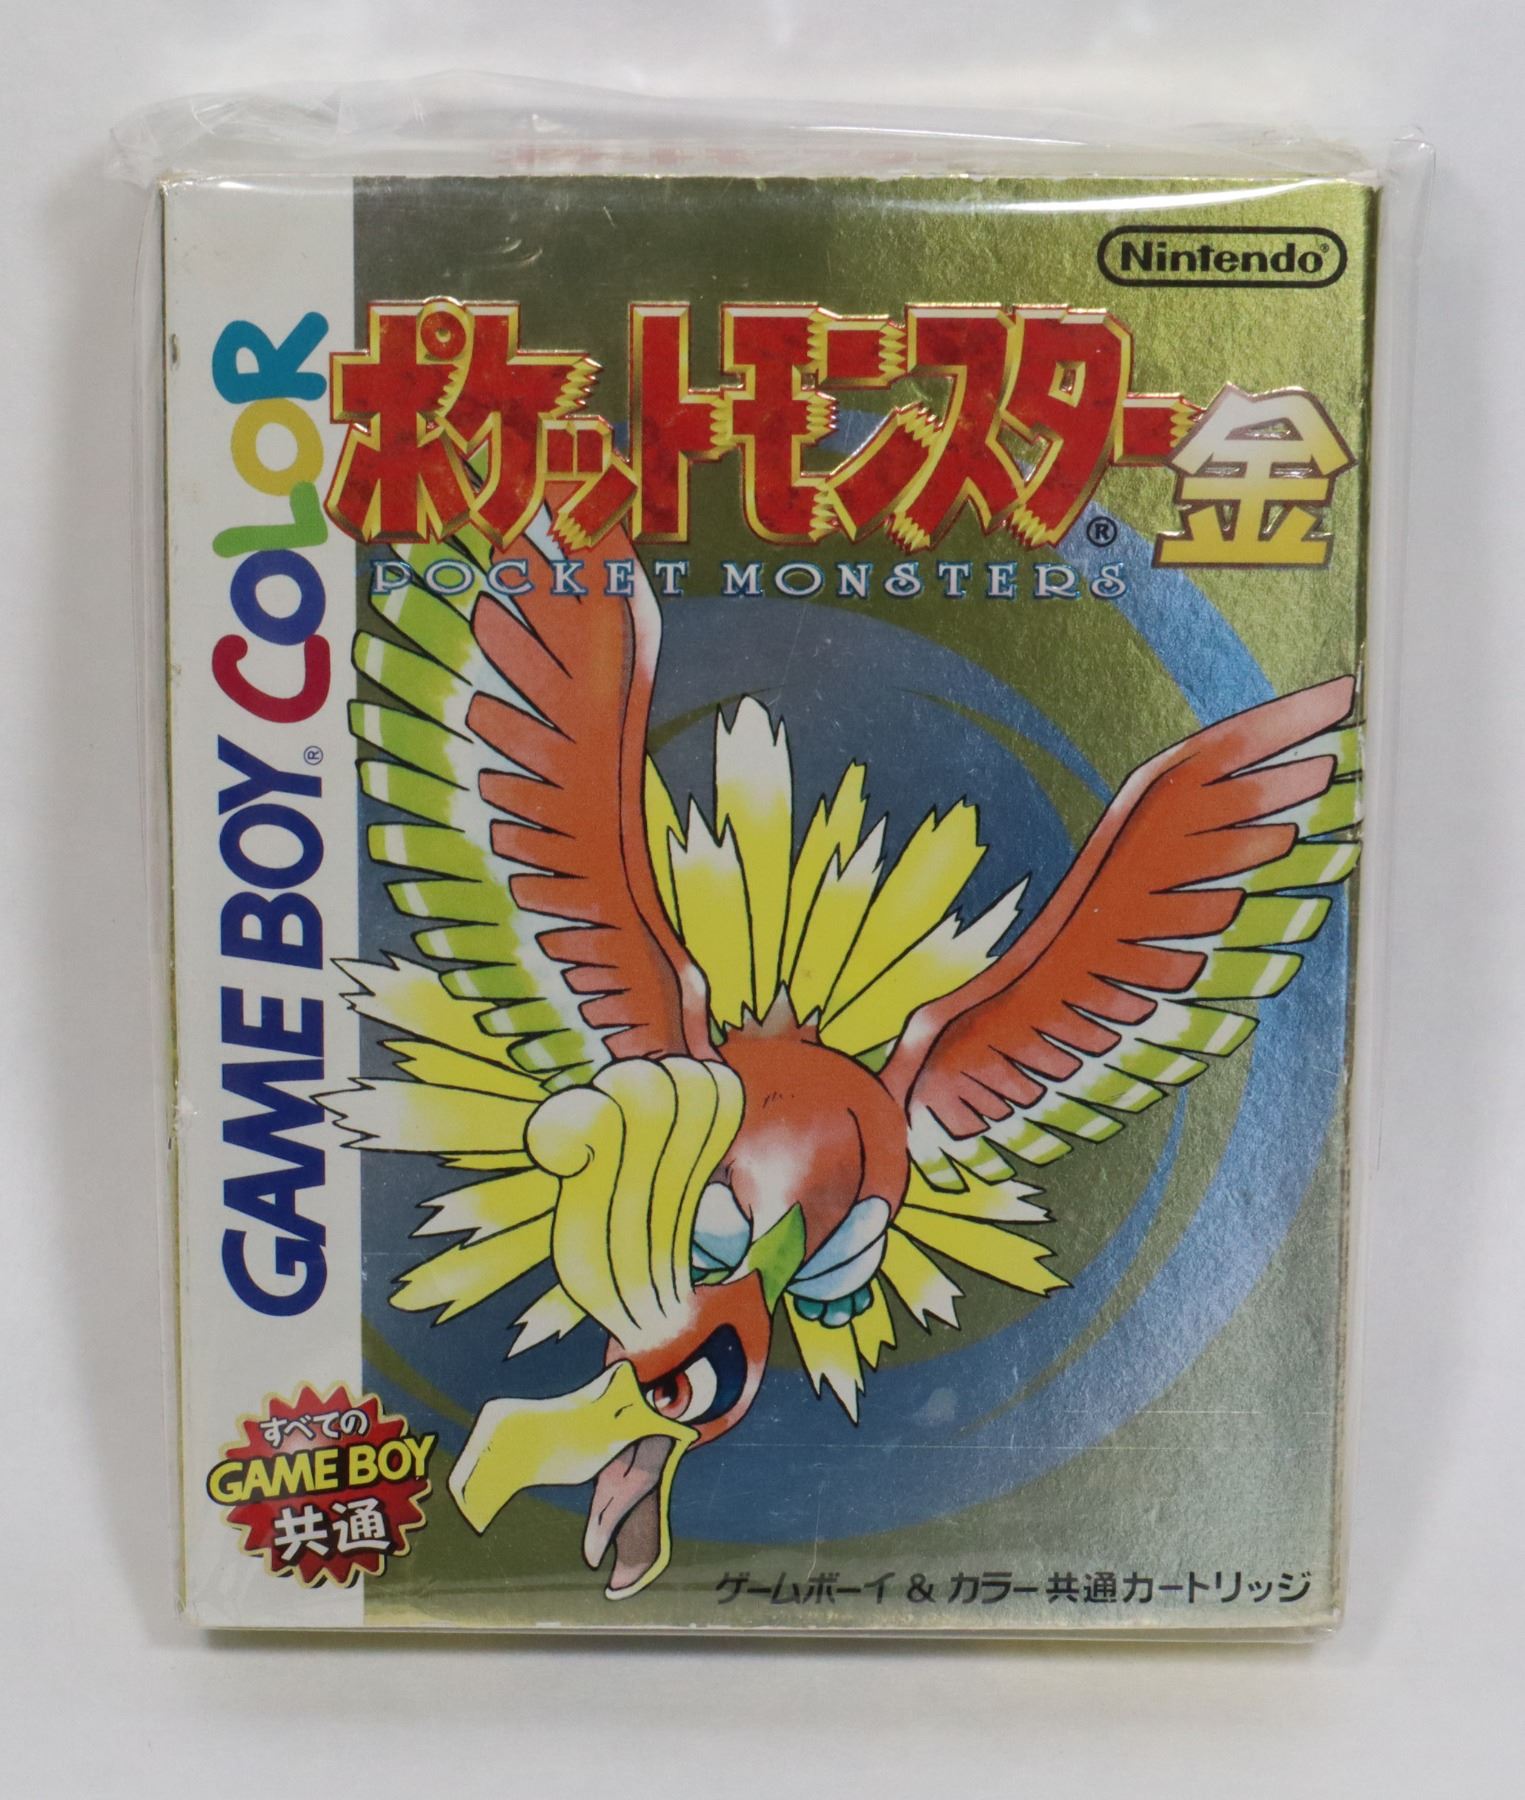 Nintendo®
ポケットモンスター金
®
POCKET MONSTERS
GAME BOY® COLOR
すべての
GAME BOY
共通
ゲームボーイ & カラー共通カートリッジ